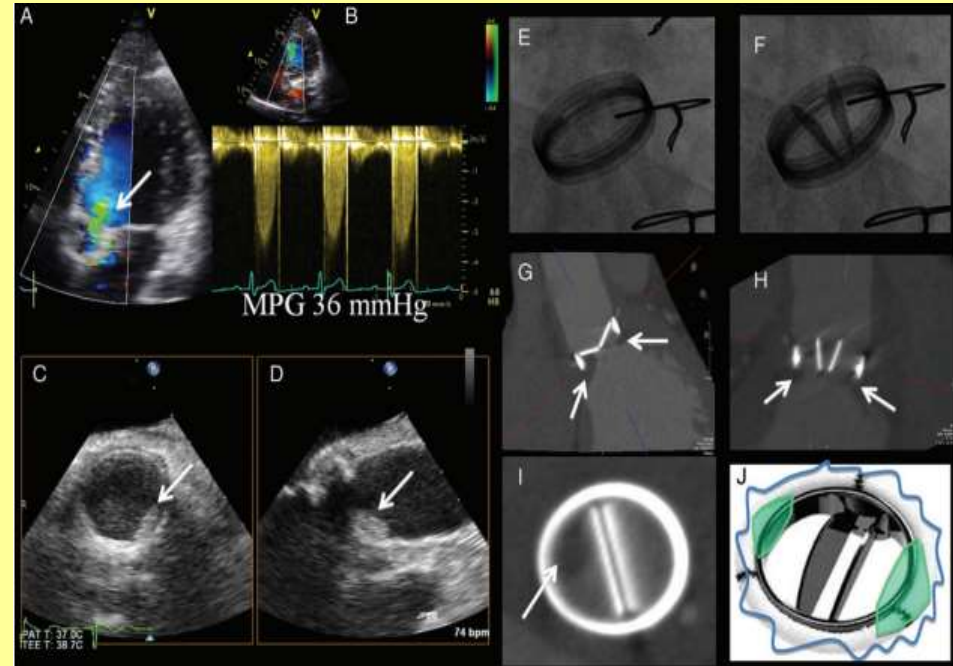 A
V
B
V
MPG 36 mmHg
C
D
PAT T: 37.0C
TEE T: 38.7C
74 bpm
E
F
G
H
I
J